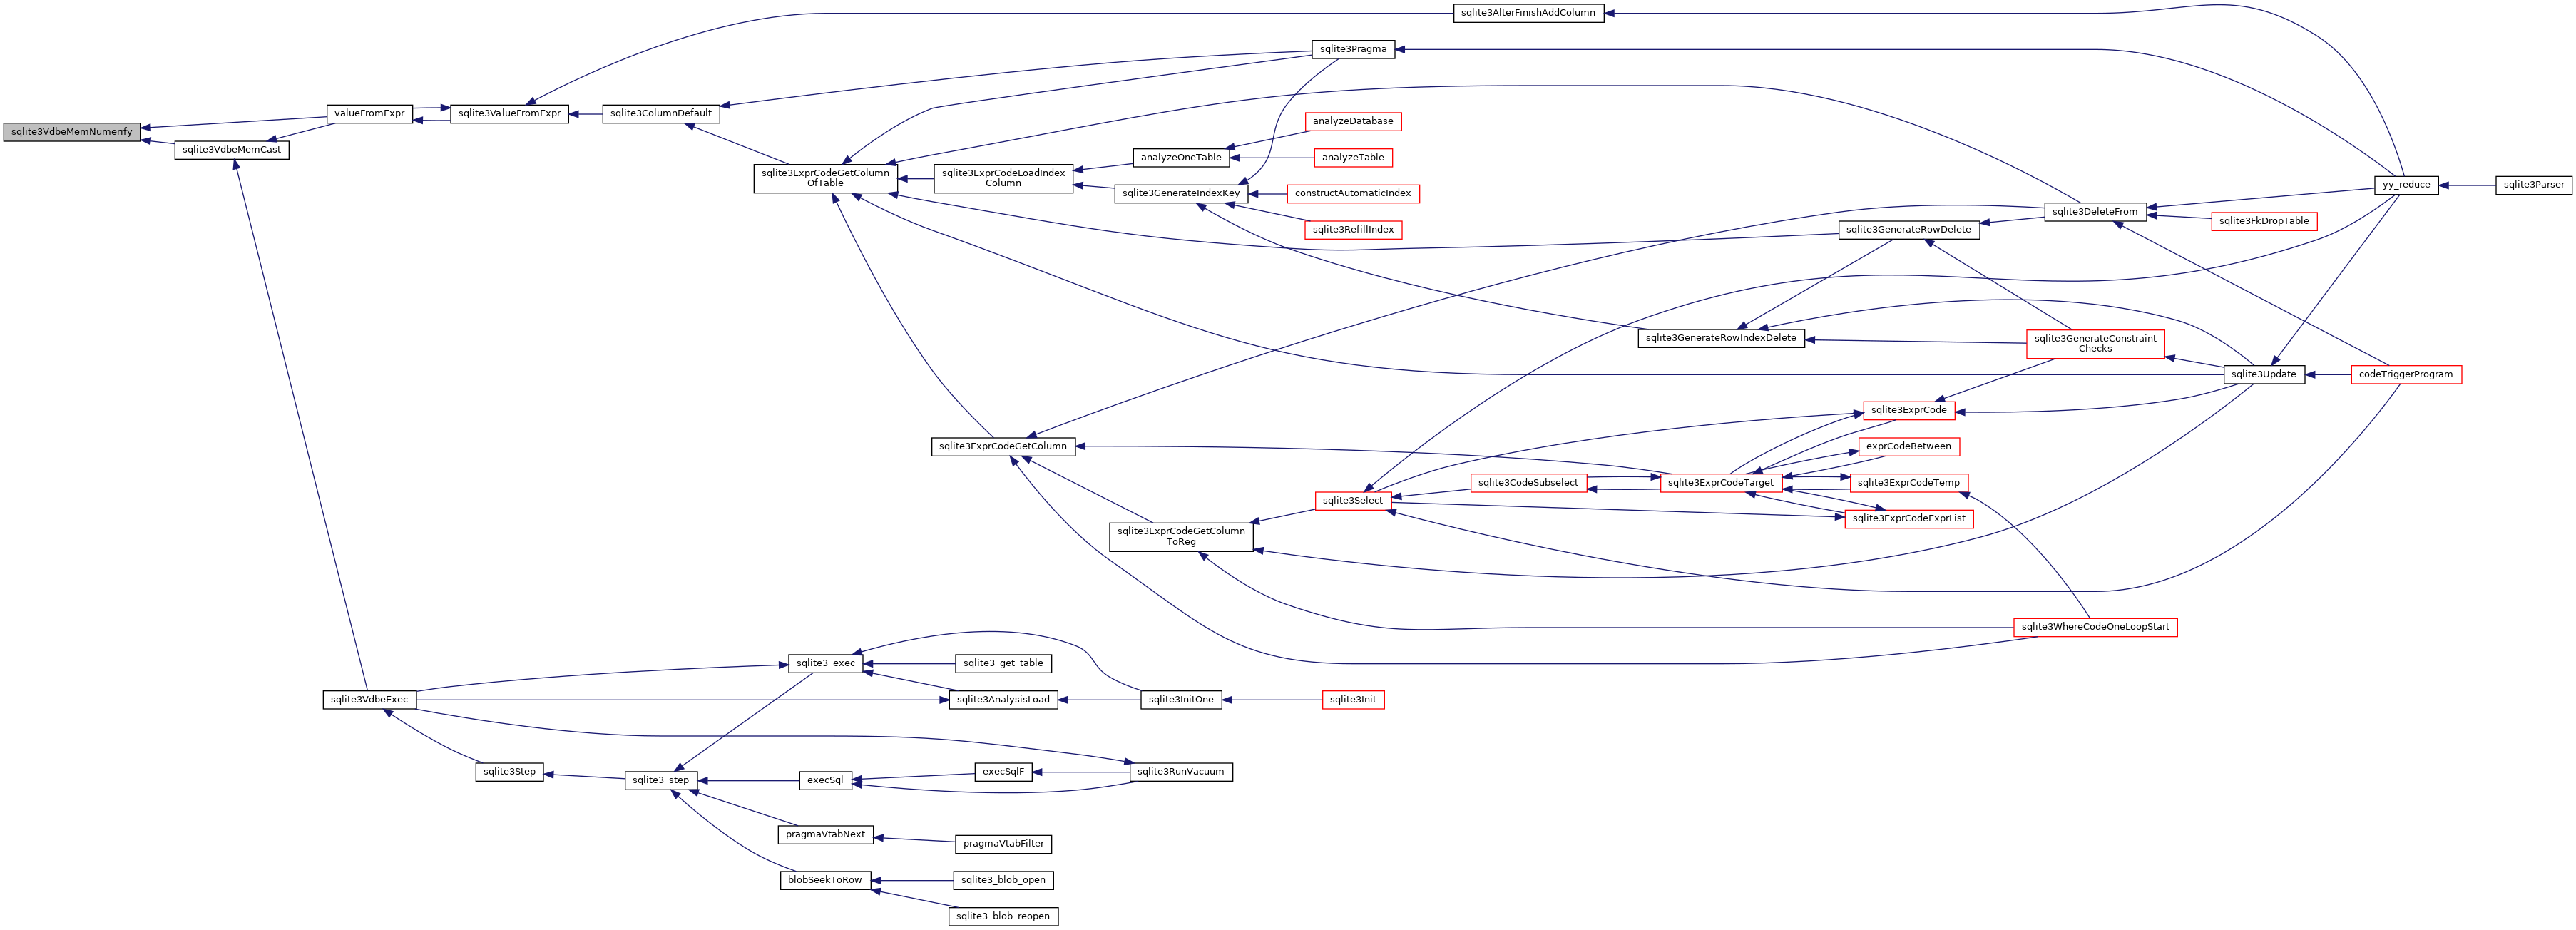 sqlite3AlterFinishAddColumn
sqlite3Pragma
valueFromExpr
sqlite3ValueFromExpr
sqlite3ColumnDefault
analyzeDatabase
sqlite3VdbeMemNumerify
sqlite3VdbeMemCast
analyzeOneTable
analyzeTable
sqlite3ExprCodeGetColumn
OfTable
sqlite3ExprCodeLoadIndex
Column
sqlite3GenerateIndexKey
constructAutomaticIndex
yy_reduce
sqlite3Parser
sqlite3DeleteFrom
sqlite3FkDropTable
sqlite3RefillIndex
sqlite3GenerateRowDelete
sqlite3GenerateRowIndexDelete
sqlite3GenerateConstraint
Checks
sqlite3Update
codeTriggerProgram
sqlite3ExprCode
sqlite3ExprCodeGetColumn
exprCodeBetween
sqlite3CodeSubselect
sqlite3ExprCodeTarget
sqlite3ExprCodeTemp
sqlite3Select
sqlite3ExprCodeExprList
sqlite3ExprCodeGetColumn
ToReg
sqlite3WhereCodeOneLoopStart
sqlite3_exec
sqlite3_get_table
sqlite3VdbeExec
sqlite3AnalysisLoad
sqlite3InitOne
sqlite3Init
sqlite3Step
sqlite3_step
execSql
execSqlF
sqlite3RunVacuum
pragmaVtabNext
pragmaVtabFilter
blobSeekToRow
sqlite3_blob_open
sqlite3_blob_reopen